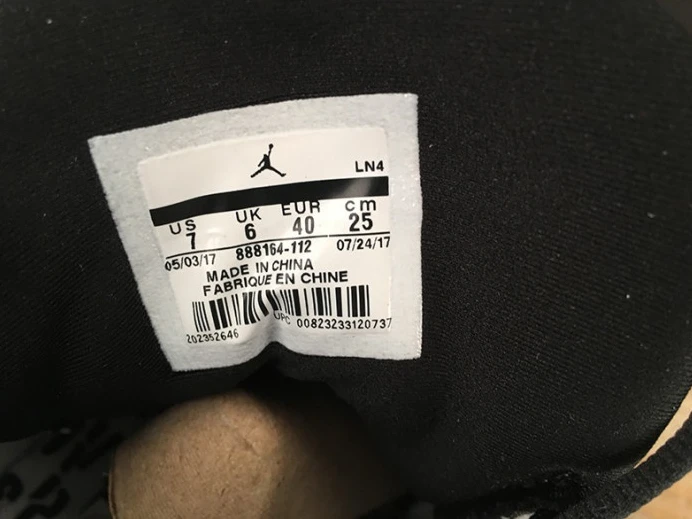 LN4
US UK EUR cm
7 6 40 25
05/03/17 888164-112 07/24/17
MADE IN CHINA
FABRIQUE EN CHINE
UPC 00823233120737
202352646